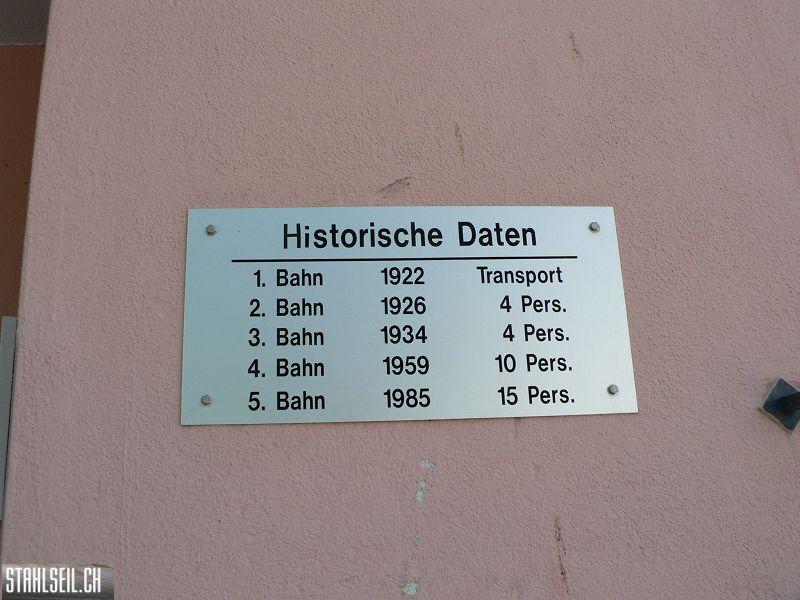 Historische Daten
1. Bahn 1922 Transport
2. Bahn 1926 4 Pers.
3. Bahn 1934 4 Pers.
4. Bahn 1959 10 Pers.
5. Bahn 1985 15 Pers.
STAHLSEIL.CH